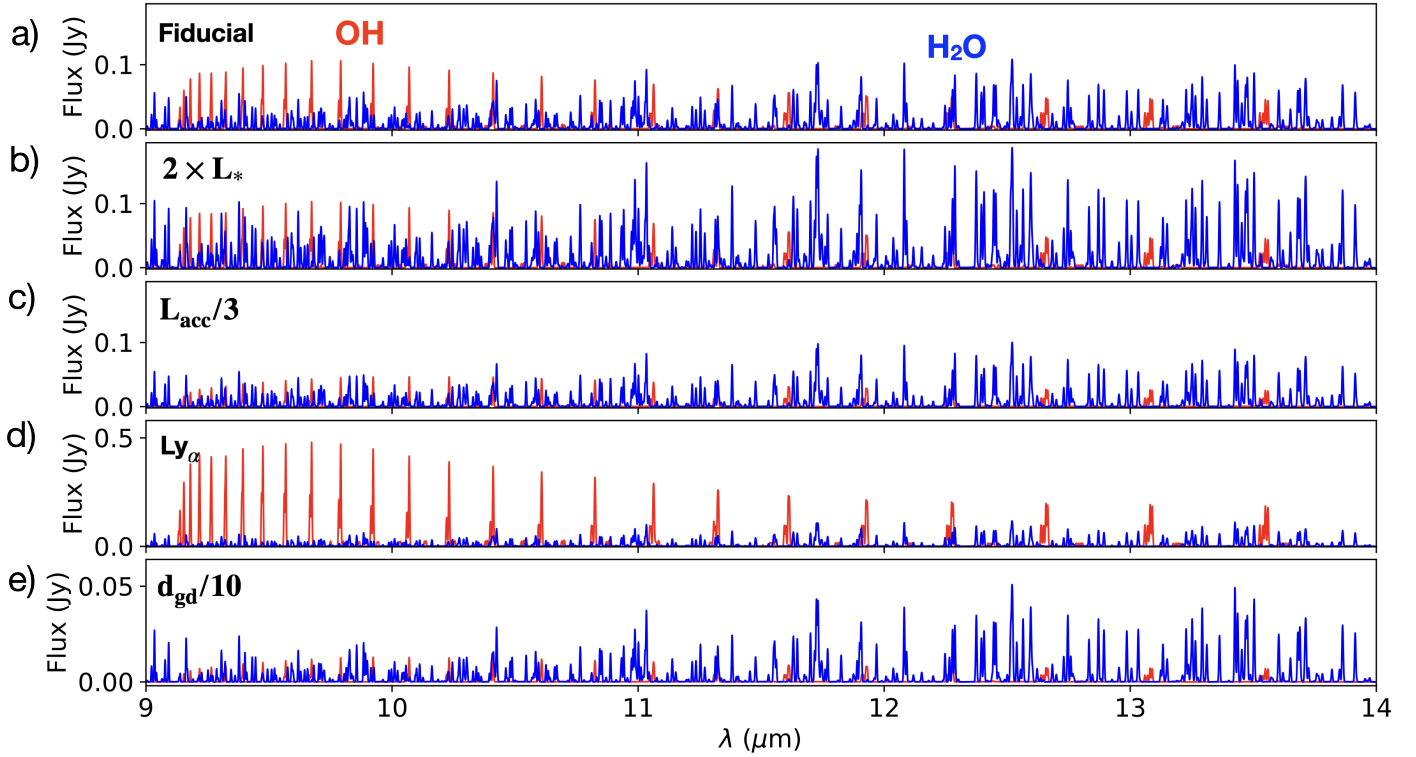 a)
Fiducial
OH
H₂O
Flux (Jy)
0.1
0.0
b)
2 × L*
Flux (Jy)
0.1
0.0
c)
Lacc/3
Flux (Jy)
0.1
0.0
d)
Lyα
Flux (Jy)
0.5
0.0
e)
dgd/10
Flux (Jy)
0.05
0.00
9 10 11 12 13 14
λ (μm)